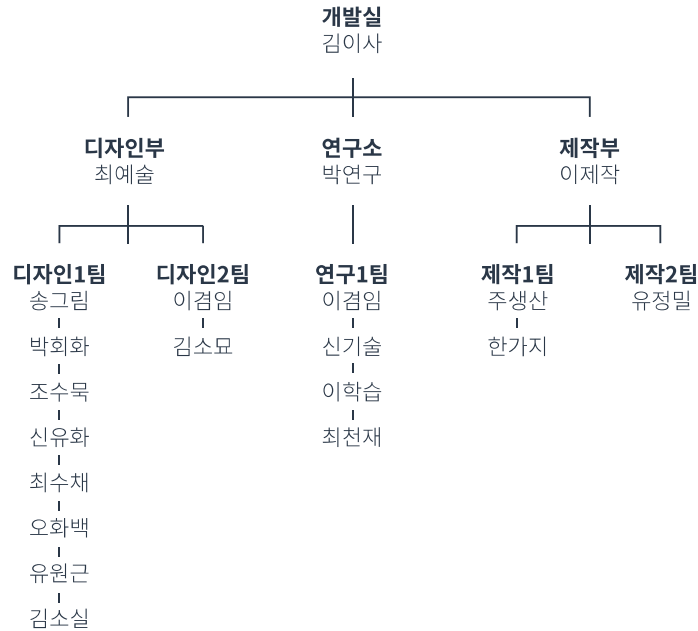 개발실
김이사
디자인부
최예술
연구소
박연구
제작부
이제작
디자인1팀
송그림
박회화
조수묵
신유화
최수채
오화백
유원근
김소실
디자인2팀
이겸임
김소묘
연구1팀
이겸임
신기술
이학습
최천재
제작1팀
주생산
한가지
제작2팀
유정밀